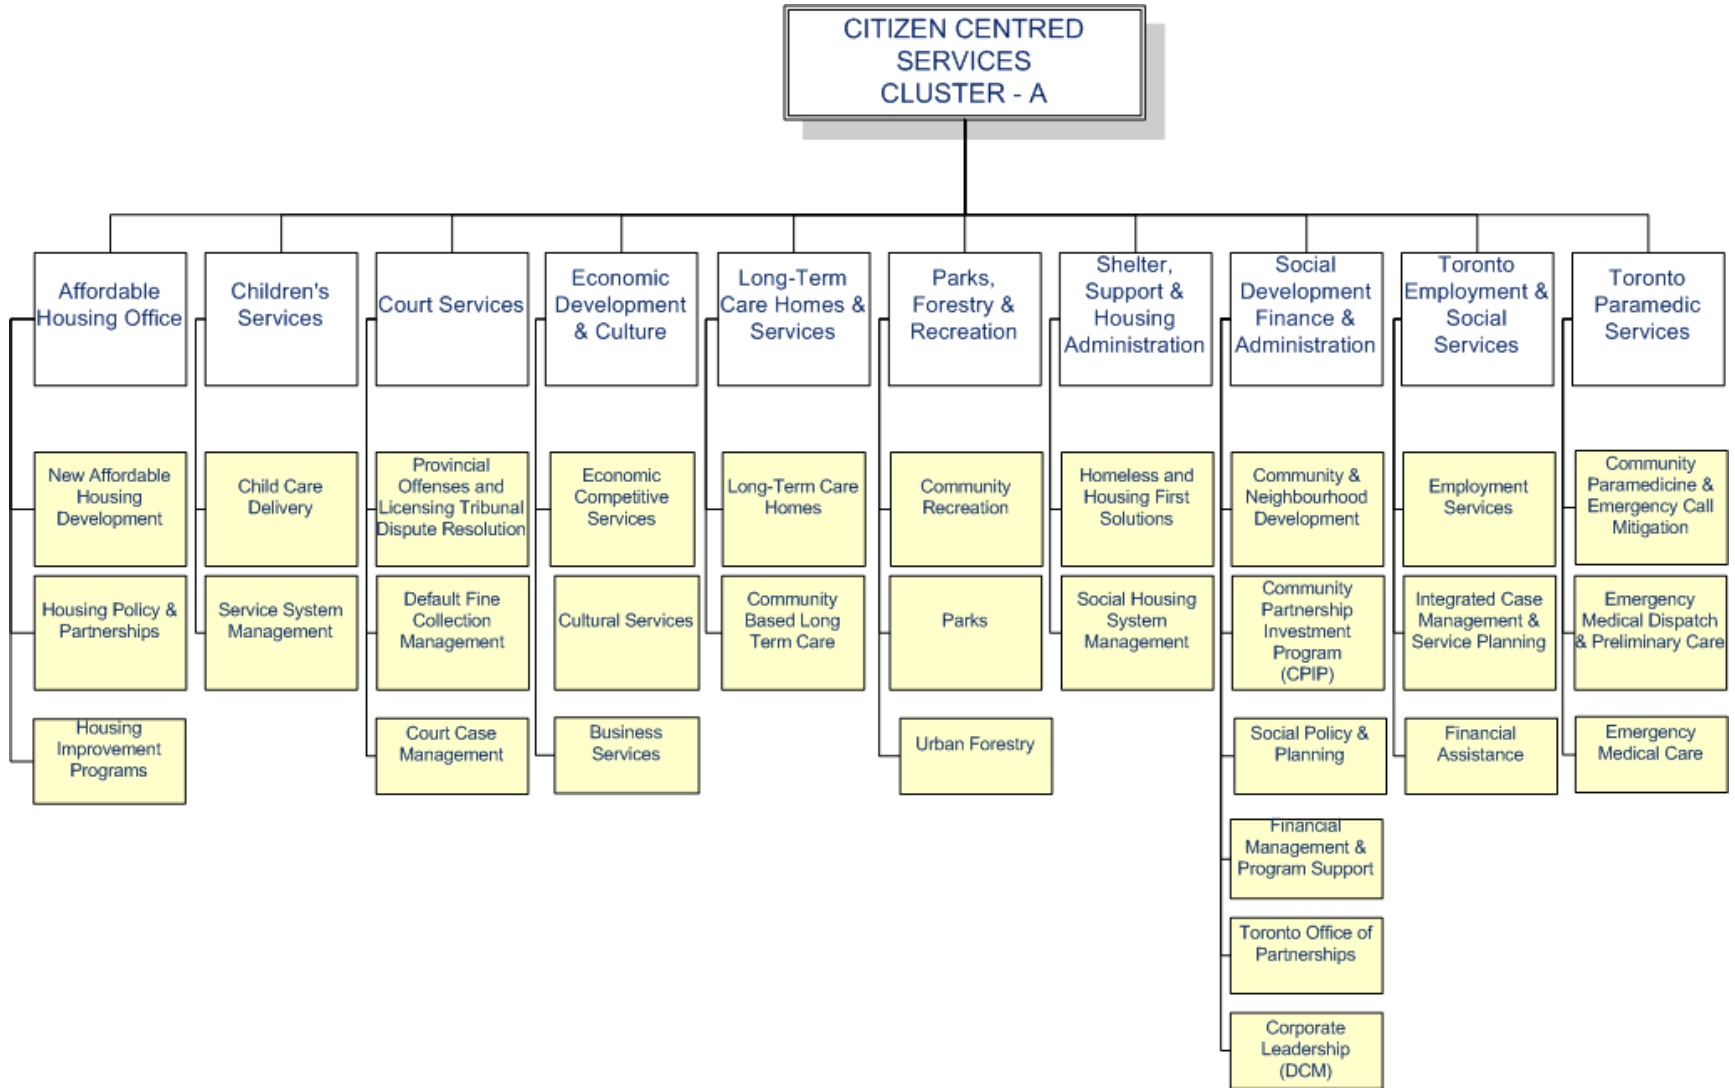 CITIZEN CENTRED
SERVICES
CLUSTER - A
Affordable
Housing Office
Children's
Services
Court Services
Economic
Development
& Culture
Long-Term
Care Homes &
Services
Parks,
Forestry &
Recreation
Shelter,
Support &
Housing
Administration
Social
Development
Finance &
Administration
Toronto
Employment &
Social
Services
Toronto
Paramedic
Services
New Affordable
Housing
Development
Child Care
Delivery
Provincial
Offenses and
Licensing Tribunal
Dispute Resolution
Economic
Competitive
Services
Long-Term Care
Homes
Community
Recreation
Homeless and
Housing First
Solutions
Community &
Neighbourhood
Development
Employment
Services
Community
Paramedicine &
Emergency Call
Mitigation
Housing Policy &
Partnerships
Service System
Management
Default Fine
Collection
Management
Cultural Services
Community
Based Long
Term Care
Parks
Social Housing
System
Management
Community
Partnership
Investment
Program
(CPIP)
Integrated Case
Management &
Service Planning
Emergency
Medical Dispatch
& Preliminary Care
Housing
Improvement
Programs
Court Case
Management
Business
Services
Urban Forestry
Social Policy &
Planning
Financial
Assistance
Emergency
Medical Care
Financial
Management &
Program Support
Toronto Office of
Partnerships
Corporate
Leadership
(DCM)